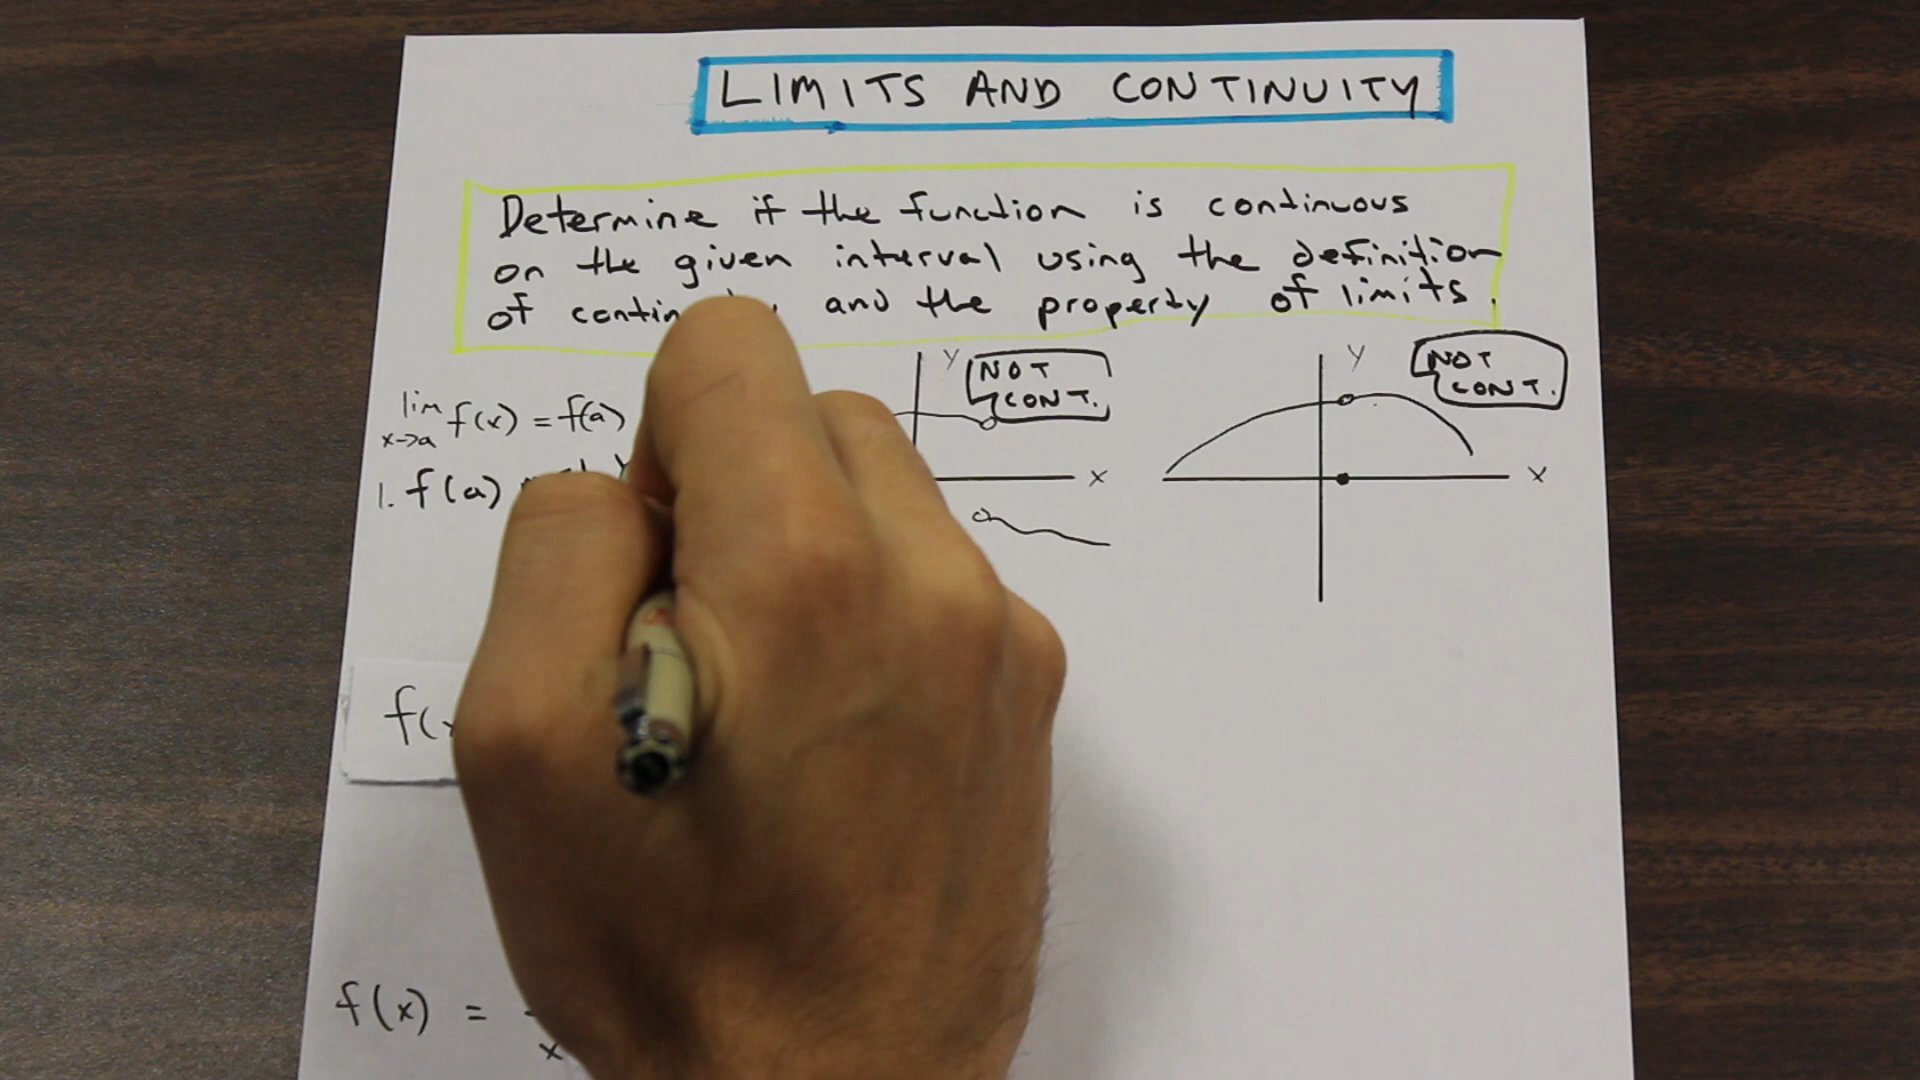 LIMITS AND CONTINUITY
Determine if the function is continuous
on the given interval using the definition
of and the property of limits.
lim f(x) = f(a)
x→a
1. f(a)
Y
NOT
CONT.
X
Y
NOT
CONT.
X
f(x) =
x